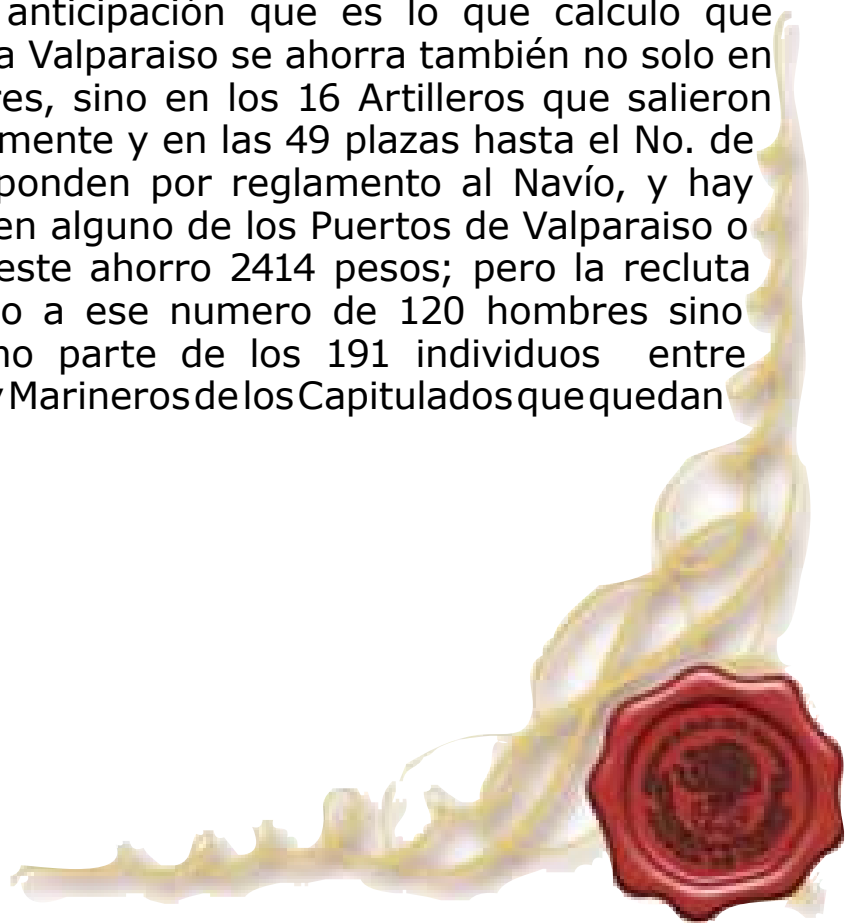 anticipación que es lo que calculo que
a Valparaiso se ahorra también no solo en
res, sino en los 16 Artilleros que salieron
mente y en las 49 plazas hasta el No. de
ponden por reglamento al Navío, y hay
en alguno de los Puertos de Valparaiso o
este ahorro 2414 pesos; pero la recluta
o a ese numero de 120 hombres sino
no parte de los 191 individuos entre
y Marineros de los Capitulados que quedan